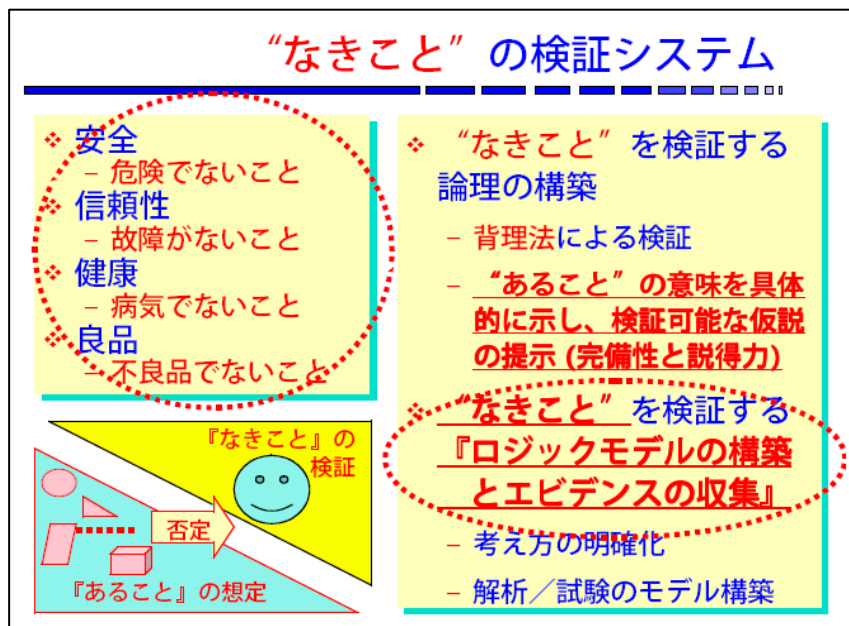 “なきこと”の検証システム
❖ 安全
– 危険でないこと
❖ 信頼性
– 故障がないこと
❖ 健康
– 病気でないこと
❖ 良品
– 不良品でないこと
『なきこと』の
検証
否定
『あること』の想定
❖ “なきこと”を検証する
論理の構築
– 背理法による検証
– “あること”の意味を具体
的に示し、検証可能な仮説
の提示 (完備性と説得力)
❖ “なきこと”を検証する
『ロジックモデルの構築
とエビデンスの収集』
– 考え方の明確化
– 解析／試験のモデル構築